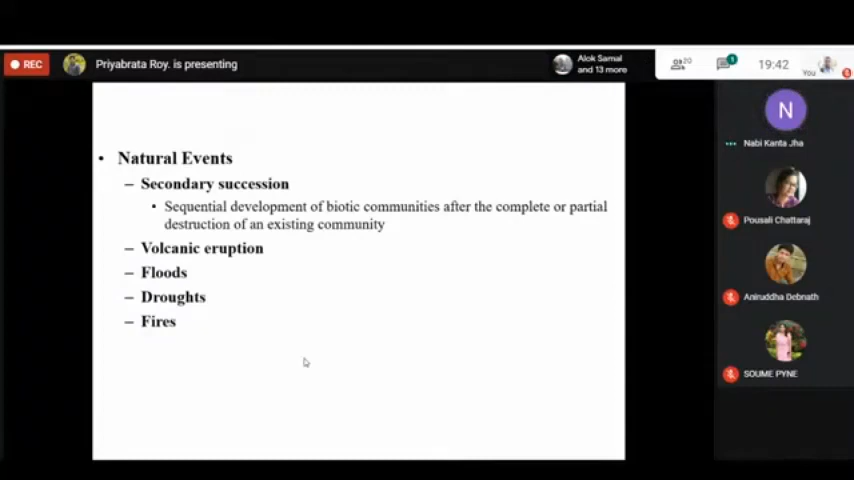 REC
Priyabrata Roy. is presenting
Alok Samal
and 13 more
20
1
19:42
You
• Natural Events
– Secondary succession
• Sequential development of biotic communities after the complete or partial
destruction of an existing community
– Volcanic eruption
– Floods
– Droughts
– Fires
N
Nabi Kanta Jha
Pousali Chattaraj
Aniruddha Debnath
SOUME PYNE